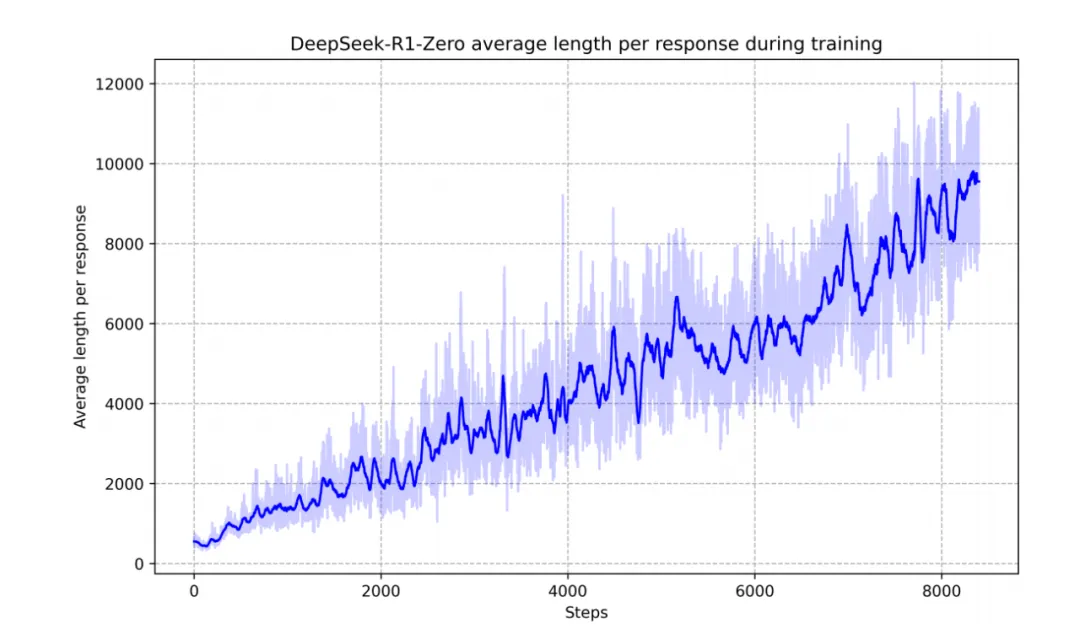 DeepSeek-R1-Zero average length per response during training
12000
10000
8000
6000
4000
2000
0
Average length per response
0 2000 4000 6000 8000
Steps